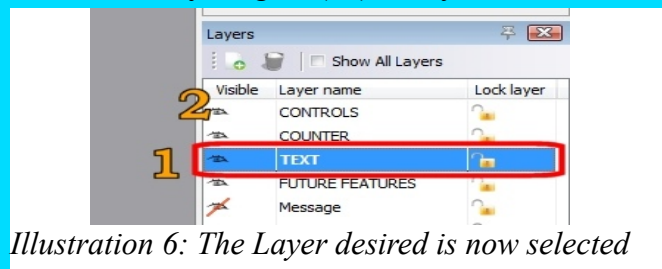 Layers
Show All Layers
Visible Layer name Lock layer
2
CONTROLS
COUNTER
1 TEXT
FUTURE FEATURES
Message
Illustration 6: The Layer desired is now selected